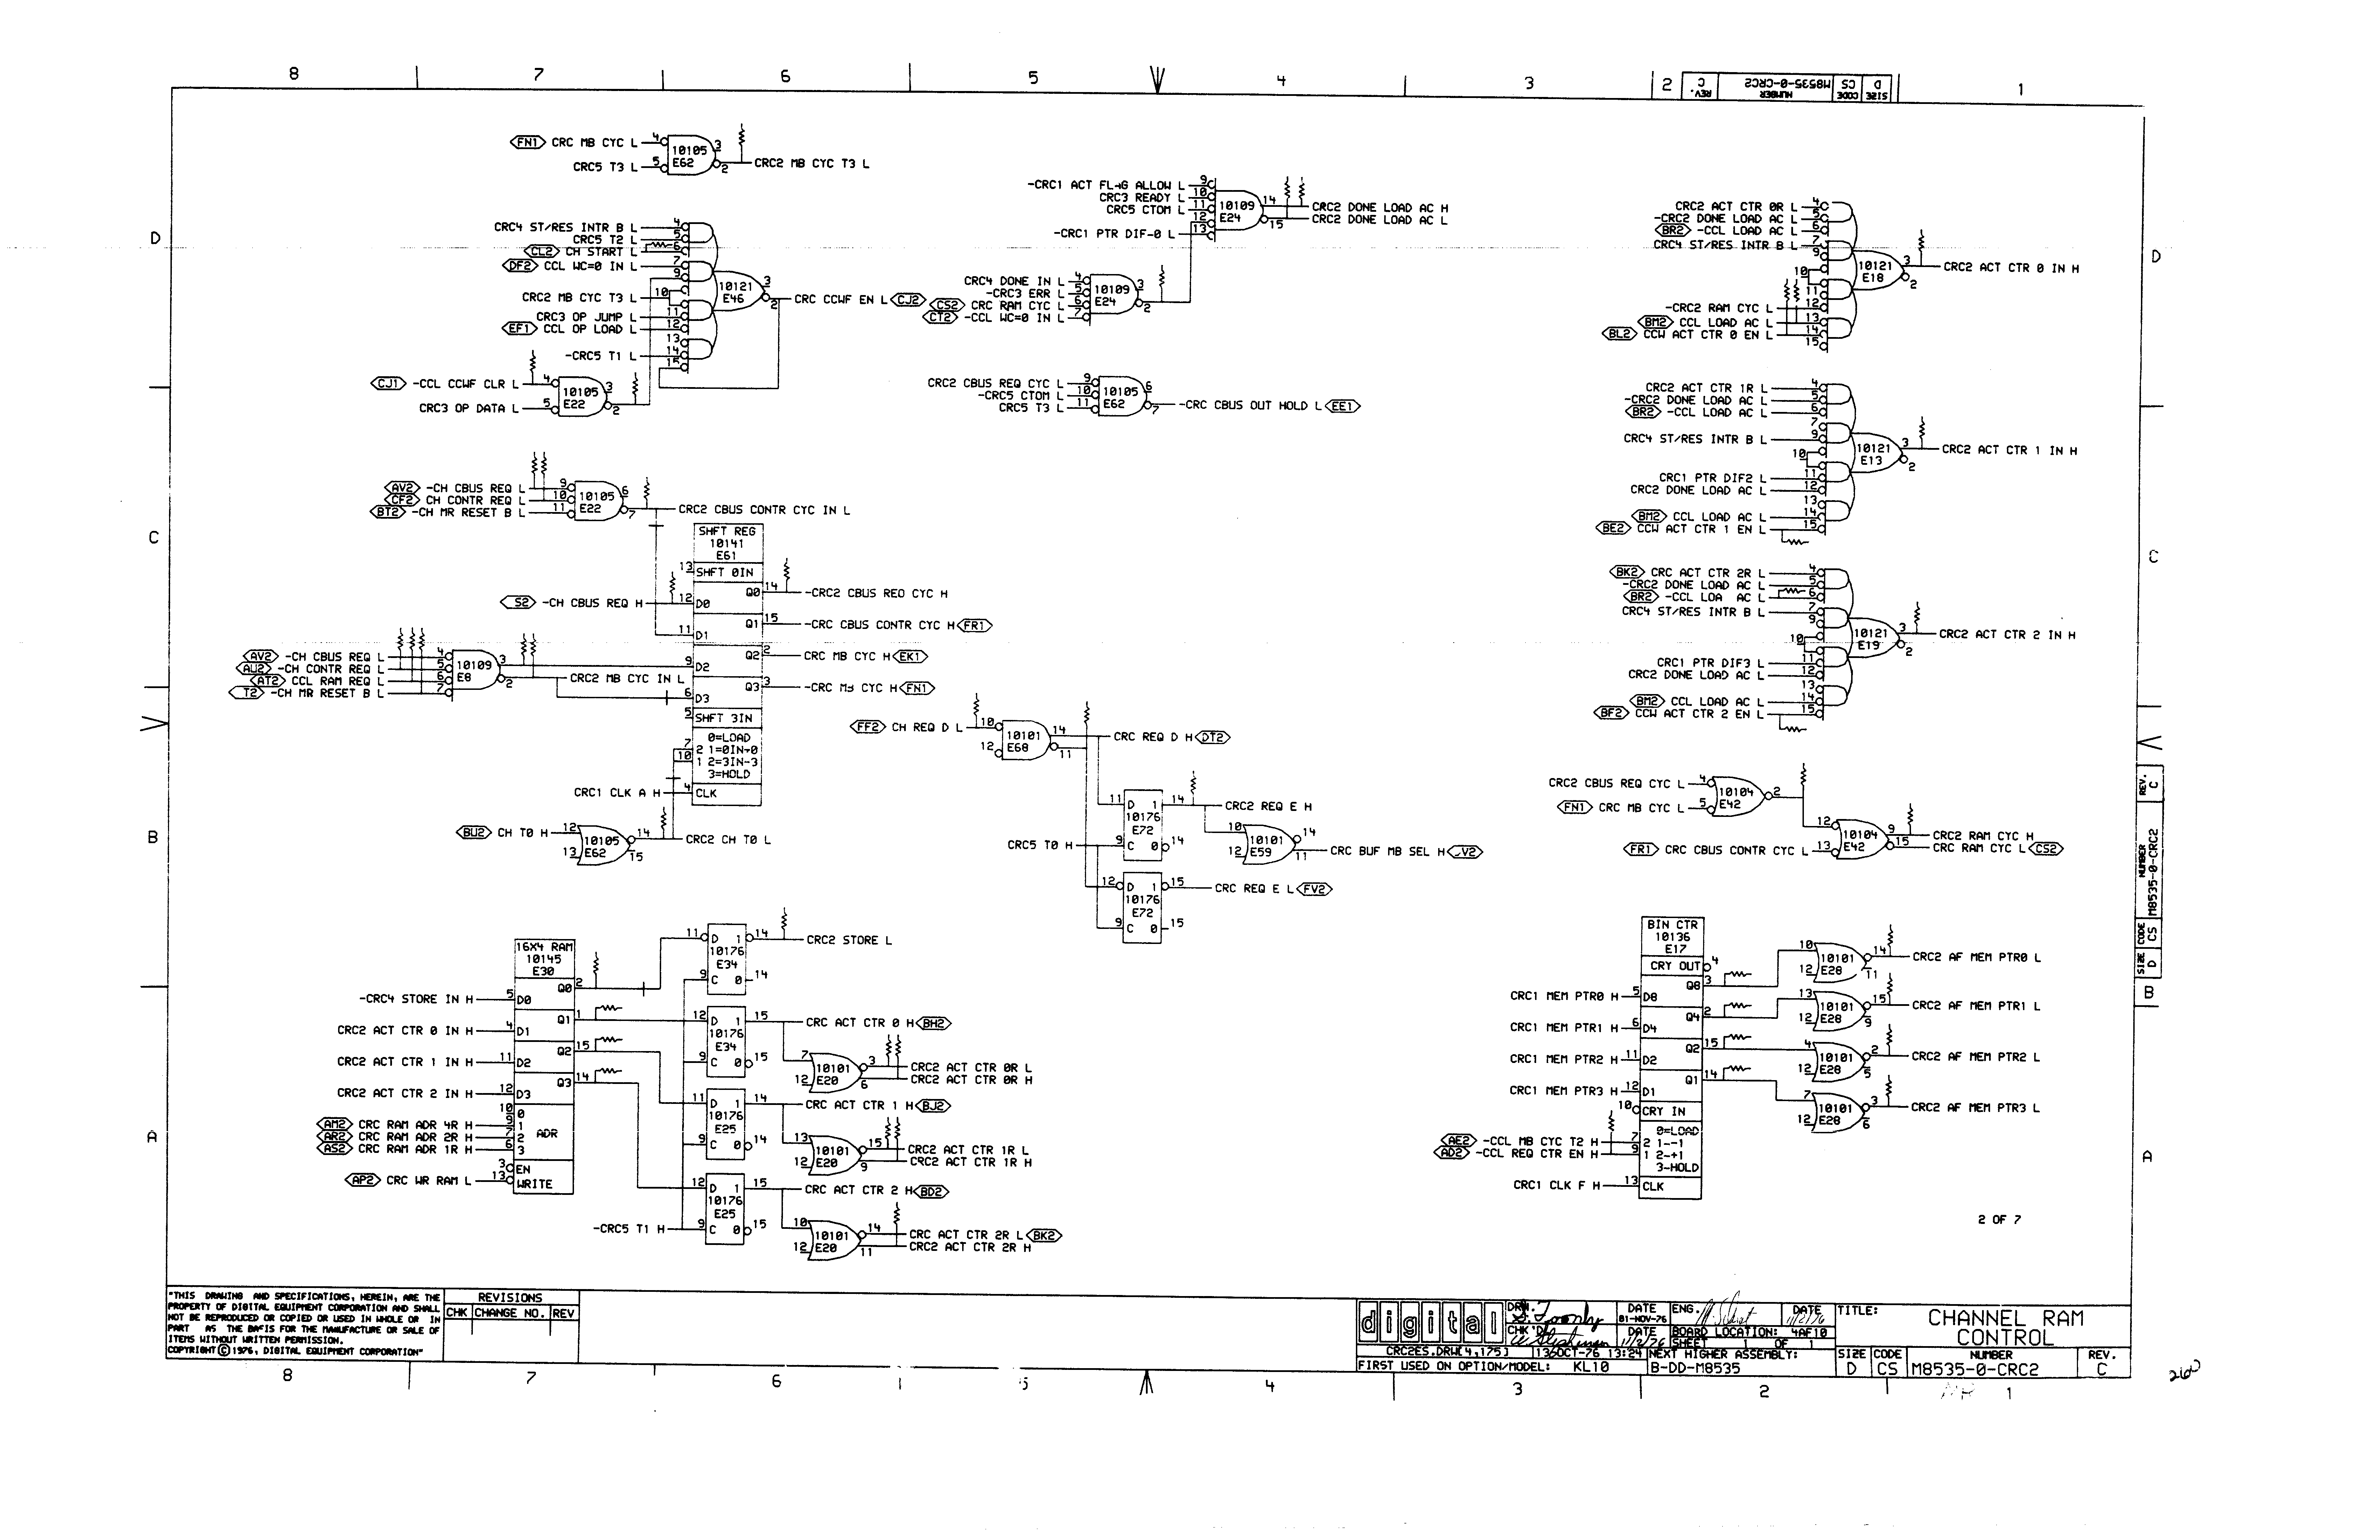 8 7 6 5 4 3 2 1
SIZE CODE NUMBER REV.
D CS M8535-0-CRC2 C
D
C
B
A
FN1 CRC MB CYC L 4
CRC5 T3 L 5
10105 E62 3 2
CRC2 MB CYC T3 L
CRC4 ST/RES INTR B L 4
CRC5 T2 L 5
CL2 CH START L 6
DF2 CCL WC=0 IN L 7
9
CRC2 MB CYC T3 L 10
CRC3 OP JUMP L 11
EF1 CCL OP LOAD L 12
13
-CRC5 T1 L 14
15
10121 E46 3 2
CRC CCWF EN L CJ2
CJ1 -CCL CCWF CLR L 4
CRC3 OP DATA L 5
10105 E22 3 2
-CRC1 ACT FLAG ALLOW L 9
CRC3 READY L 10
CRC5 CTOM L 11
12
-CRC1 PTR DIF-0 L 13
10109 E24 14 15
CRC2 DONE LOAD AC H
CRC2 DONE LOAD AC L
CRC4 DONE IN L 4
-CRC3 ERR L 5
CS2 CRC RAM CYC L 6
CT2 -CCL WC=0 IN L 7
10109 E24 3 2
CRC2 CBUS REQ CYC L 9
-CRC5 CTOM L 10
CRC5 T3 L 11
10105 E62 6 7
-CRC CBUS OUT HOLD L EE1
CRC2 ACT CTR 0R L 4
-CRC2 DONE LOAD AC L 5
BR2 -CCL LOAD AC L 6
CRC4 ST/RES INTR B L 7
9
10
11
-CRC2 RAM CYC L 12
BM2 CCL LOAD AC L 13
BL2 CCW ACT CTR 0 EN L 14
15
10121 E18 3 2
CRC2 ACT CTR 0 IN H
CRC2 ACT CTR 1R L 4
-CRC2 DONE LOAD AC L 5
BR2 -CCL LOAD AC L 6
7
CRC4 ST/RES INTR B L 9
10
CRC1 PTR DIF2 L 11
CRC2 DONE LOAD AC L 12
13
BM2 CCL LOAD AC L 14
BE2 CCW ACT CTR 1 EN L 15
10121 E13 3 2
CRC2 ACT CTR 1 IN H
BK2 CRC ACT CTR 2R L 4
-CRC2 DONE LOAD AC L 5
BR2 -CCL LOA AC L 6
CRC4 ST/RES INTR B L 7
9
10
CRC1 PTR DIF3 L 11
CRC2 DONE LOAD AC L 12
13
BM2 CCL LOAD AC L 14
BF2 CCW ACT CTR 2 EN L 15
10121 E19 3 2
CRC2 ACT CTR 2 IN H
AV2 -CH CBUS REQ L 9
CF2 CH CONTR REQ L 10
BT2 -CH MR RESET B L 11
10105 E22 6 7
CRC2 CBUS CONTR CYC IN L
SHFT REG
10141
E61
13 SHFT 0IN
S2 -CH CBUS REQ H 12 D0
Q0 14 -CRC2 CBUS REQ CYC H
11 D1
Q1 15 -CRC CBUS CONTR CYC H FR1
9 D2
Q2 2 CRC MB CYC H EK1
6 D3
Q3 3 -CRC MB CYC H FN1
5 SHFT 3IN
0=LOAD
7 2 1=0IN→0
10 1 2=3IN-3
3=HOLD
CRC1 CLK A H 4 CLK
AV2 -CH CBUS REQ L 4
AU2 -CH CONTR REQ L 5
AT2 CCL RAM REQ L 6
T2 -CH MR RESET B L 7
10109 E8 3 2
CRC2 MB CYC IN L
BU2 CH T0 H 12
13
10105 E62 14 15
CRC2 CH T0 L
FF2 CH REQ D L 10
12
10101 E68 14 11
CRC REQ D H DT2
11 D 1 14
10176
E72
CRC5 T0 H 9 C 0 14
CRC2 REQ E H
10 12 10101 E59 14 11
CRC BUF MB SEL H
12 D 1 15
10176
E72
9 C 0 15
CRC REQ E L FV2
CRC2 CBUS REQ CYC L 4
FN1 CRC MB CYC L 5
10104 E42 2
12
FR1 CRC CBUS CONTR CYC L 13
10104 E42 9 15
CRC2 RAM CYC H
CRC RAM CYC L CS2
16X4 RAM
10145
E30
-CRC4 STORE IN H 5 D0 Q0 2
CRC2 ACT CTR 0 IN H 4 D1 Q1 1
CRC2 ACT CTR 1 IN H 11 D2 Q2 15
CRC2 ACT CTR 2 IN H 12 D3 Q3 14
10 0
AM2 CRC RAM ADR 4R H 9 1 ADR
AR2 CRC RAM ADR 2R H 7 2
AS2 CRC RAM ADR 1R H 6 3
3 EN
AP2 CRC WR RAM L 13 WRITE
11 D 1 14 10176 E34 9 C 0 14
CRC2 STORE L
12 D 1 15 10176 E34 9 C 0 15
CRC ACT CTR 0 H BH2
7 12 10101 E20 3 6
CRC2 ACT CTR 0R L
CRC2 ACT CTR 0R H
11 D 1 14 10176 E25 9 C 0 14
CRC ACT CTR 1 H BJ2
13 12 10101 E20 15 9
CRC2 ACT CTR 1R L
CRC2 ACT CTR 1R H
12 D 1 15 10176 E25
-CRC5 T1 H 9 C 0 15
CRC ACT CTR 2 H BD2
10 12 10101 E20 14 11
CRC ACT CTR 2R L BK2
CRC2 ACT CTR 2R H
BIN CTR
10136
E17
CRY OUT 4
CRC1 MEM PTR0 H 5 D8 Q8 3
CRC1 MEM PTR1 H 6 D4 Q4 2
CRC1 MEM PTR2 H 11 D2 Q2 15
CRC1 MEM PTR3 H 12 D1 Q1 14
10 CRY IN
0=LOAD
AE2 -CCL MB CYC T2 H 7 2 1--1
AD2 -CCL REQ CTR EN H 9 1 2-+1
3-HOLD
CRC1 CLK F H 13 CLK
10 12 10101 E28 14 11
CRC2 AF MEM PTR0 L
13 12 10101 E28 15 9
CRC2 AF MEM PTR1 L
4 12 10101 E28 2 5
CRC2 AF MEM PTR2 L
7 12 10101 E28 3 6
CRC2 AF MEM PTR3 L
2 OF 7
SIZE CODE NUMBER REV.
D CS M8535-0-CRC2 C
"THIS DRAWING AND SPECIFICATIONS, HEREIN, ARE THE
PROPERTY OF DIGITAL EQUIPMENT CORPORATION AND SHALL
NOT BE REPRODUCED OR COPIED OR USED IN WHOLE OR IN
PART AS THE BASIS FOR THE MANUFACTURE OR SALE OF
ITEMS WITHOUT WRITTEN PERMISSION.
COPYRIGHT © 1976, DIGITAL EQUIPMENT CORPORATION"
REVISIONS
CHK CHANGE NO. REV
digital
DRN.
DATE
01-NOV-76
ENG.
DATE
11/2/76
CHK'D
DATE
11/2/76
BOARD LOCATION: 4AF10
SHEET 1 OF 1
CRC2ES.DRW[4,175] 13-OCT-76 13:24
NEXT HIGHER ASSEMBLY:
FIRST USED ON OPTION/MODEL: KL10
B-DD-M8535
TITLE: CHANNEL RAM
CONTROL
SIZE CODE NUMBER REV.
D CS M8535-0-CRC2 C
8 7 6 5 4 3 2 1
260